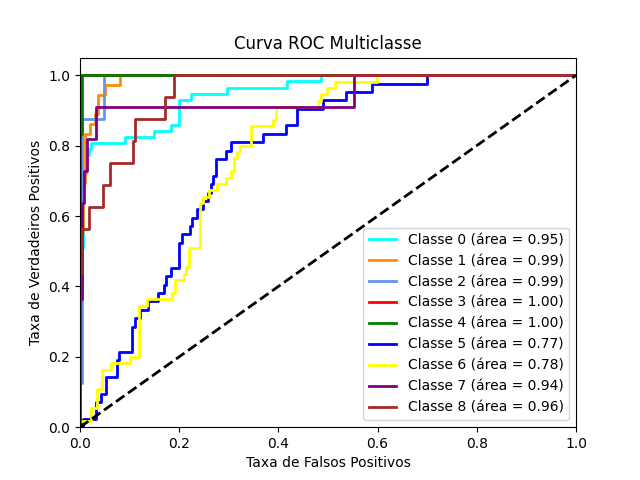 Curva ROC Multiclasse
Taxa de Verdadeiros Positivos
1.0
0.8
0.6
0.4
0.2
0.0
Classe 0 (área = 0.95)
Classe 1 (área = 0.99)
Classe 2 (área = 0.99)
Classe 3 (área = 1.00)
Classe 4 (área = 1.00)
Classe 5 (área = 0.77)
Classe 6 (área = 0.78)
Classe 7 (área = 0.94)
Classe 8 (área = 0.96)
0.0 0.2 0.4 0.6 0.8 1.0
Taxa de Falsos Positivos